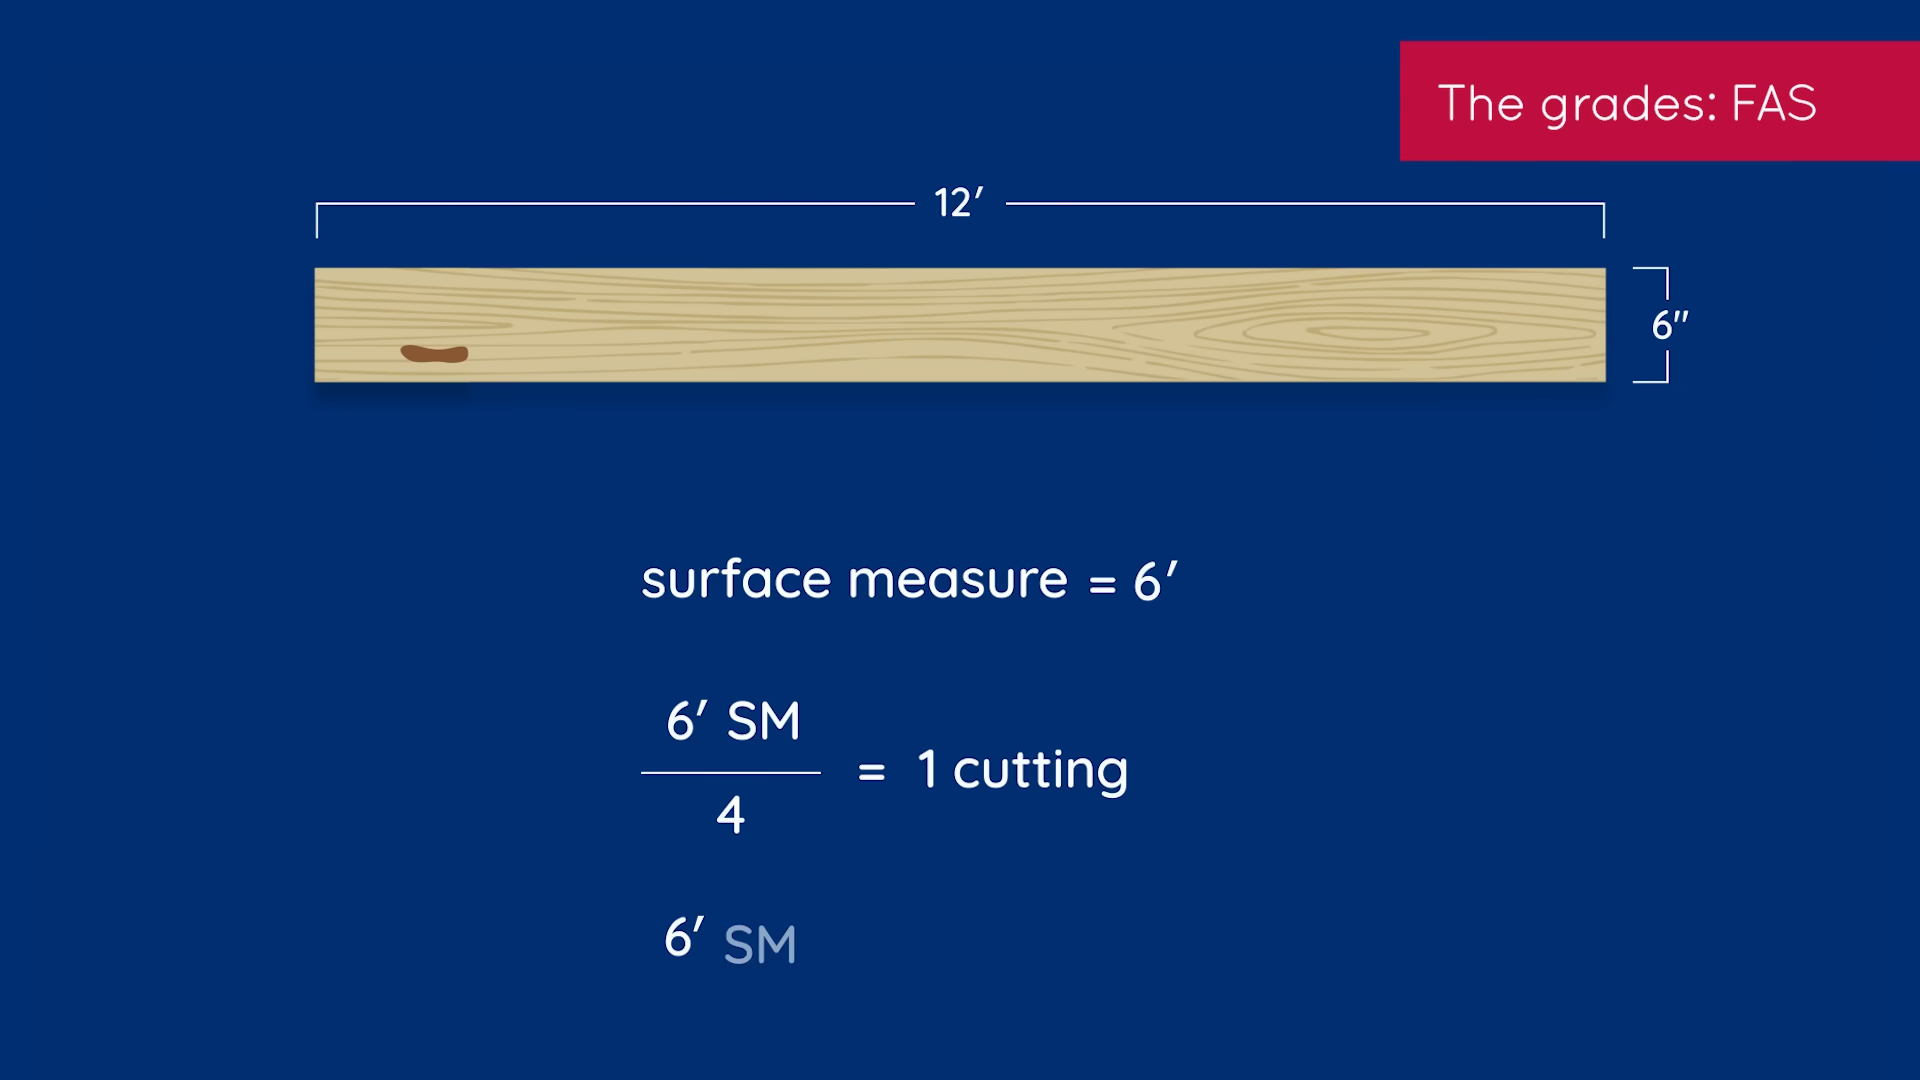 The grades: FAS
12′
6″
surface measure = 6′
6′ SM
4
= 1 cutting
6′ SM